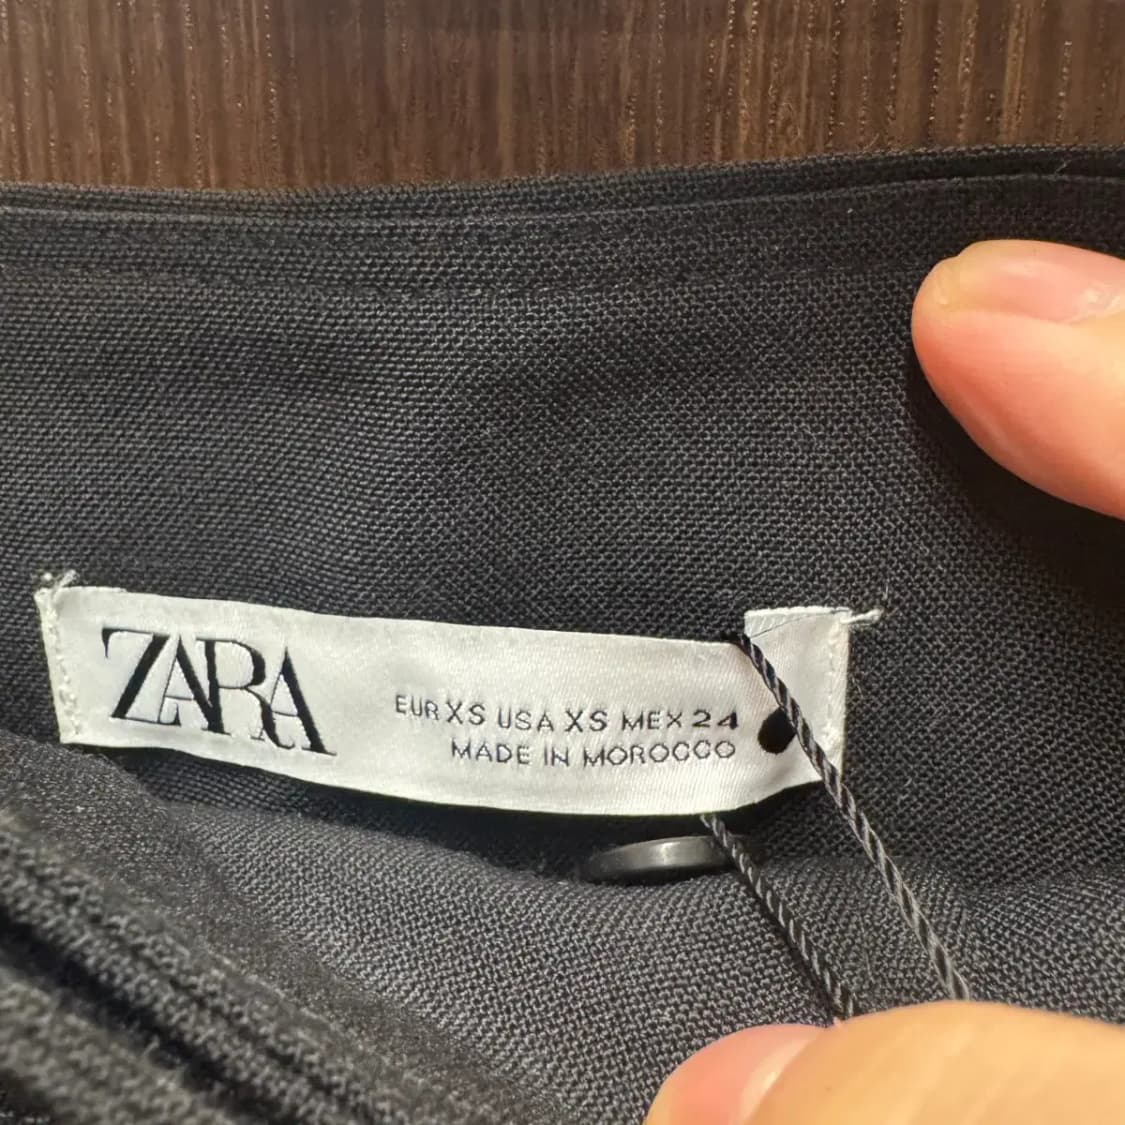 ZARA
EUR XS USA XS MEX 24
MADE IN MOROCCO